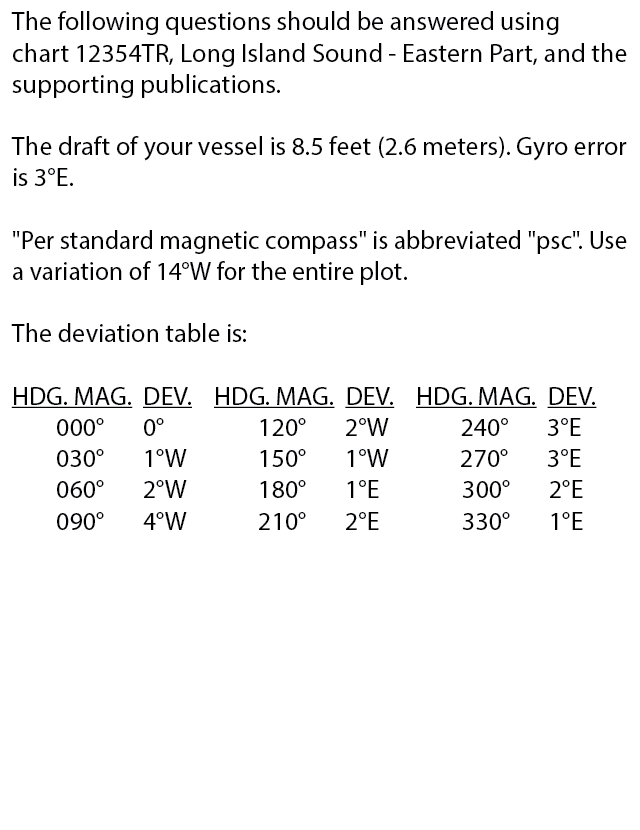 The following questions should be answered using
chart 12354TR, Long Island Sound - Eastern Part, and the
supporting publications.
The draft of your vessel is 8.5 feet (2.6 meters). Gyro error
is 3°E.
"Per standard magnetic compass" is abbreviated "psc". Use
a variation of 14°W for the entire plot.
The deviation table is:
HDG. MAG. DEV. HDG. MAG. DEV. HDG. MAG. DEV.
000° 0° 120° 2°W 240° 3°E
030° 1°W 150° 1°W 270° 3°E
060° 2°W 180° 1°E 300° 2°E
090° 4°W 210° 2°E 330° 1°E